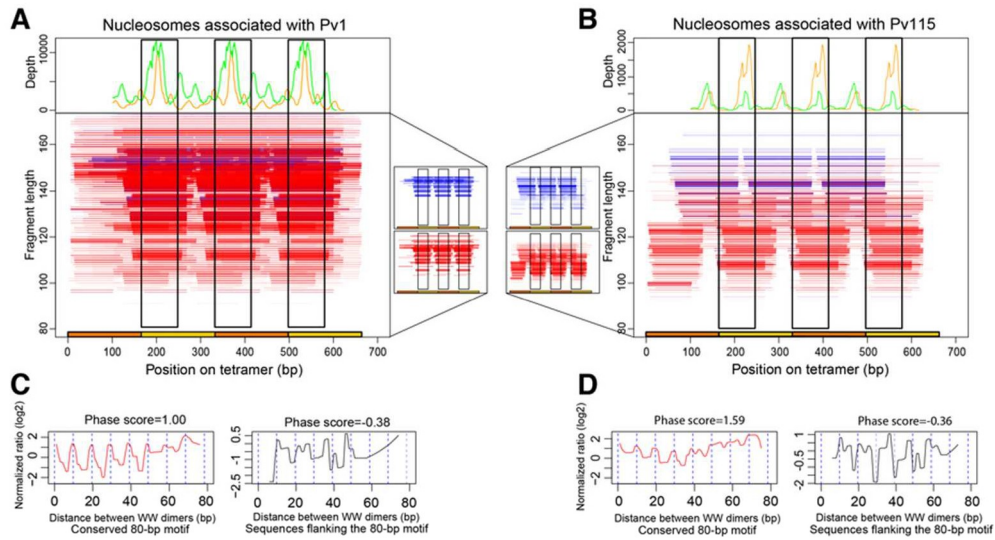 A
Nucleosomes associated with Pv1
Depth
0
10000
Fragment length
80
100
120
140
160
0 100 200 300 400 500 600 700
Position on tetramer (bp)
B
Nucleosomes associated with Pv115
Depth
0
1000
2000
Fragment length
80
100
120
140
160
0 100 200 300 400 500 600 700
Position on tetramer (bp)
C
Phase score=1.00
Normalized ratio (log2)
-2
0
1
2
0 20 40 60 80
Distance between WW dimers (bp)
Conserved 80-bp motif
Phase score=-0.38
-2.5
-1
0.5
0 20 40 60 80
Distance between WW dimers (bp)
Sequences flanking the 80-bp motif
D
Phase score=1.59
Normalized ratio (log2)
-2
0
1
2
0 20 40 60 80
Distance between WW dimers (bp)
Conserved 80-bp motif
Phase score=-0.36
-2
-0.5
1
0 20 40 60 80
Distance between WW dimers (bp)
Sequences flanking the 80-bp motif